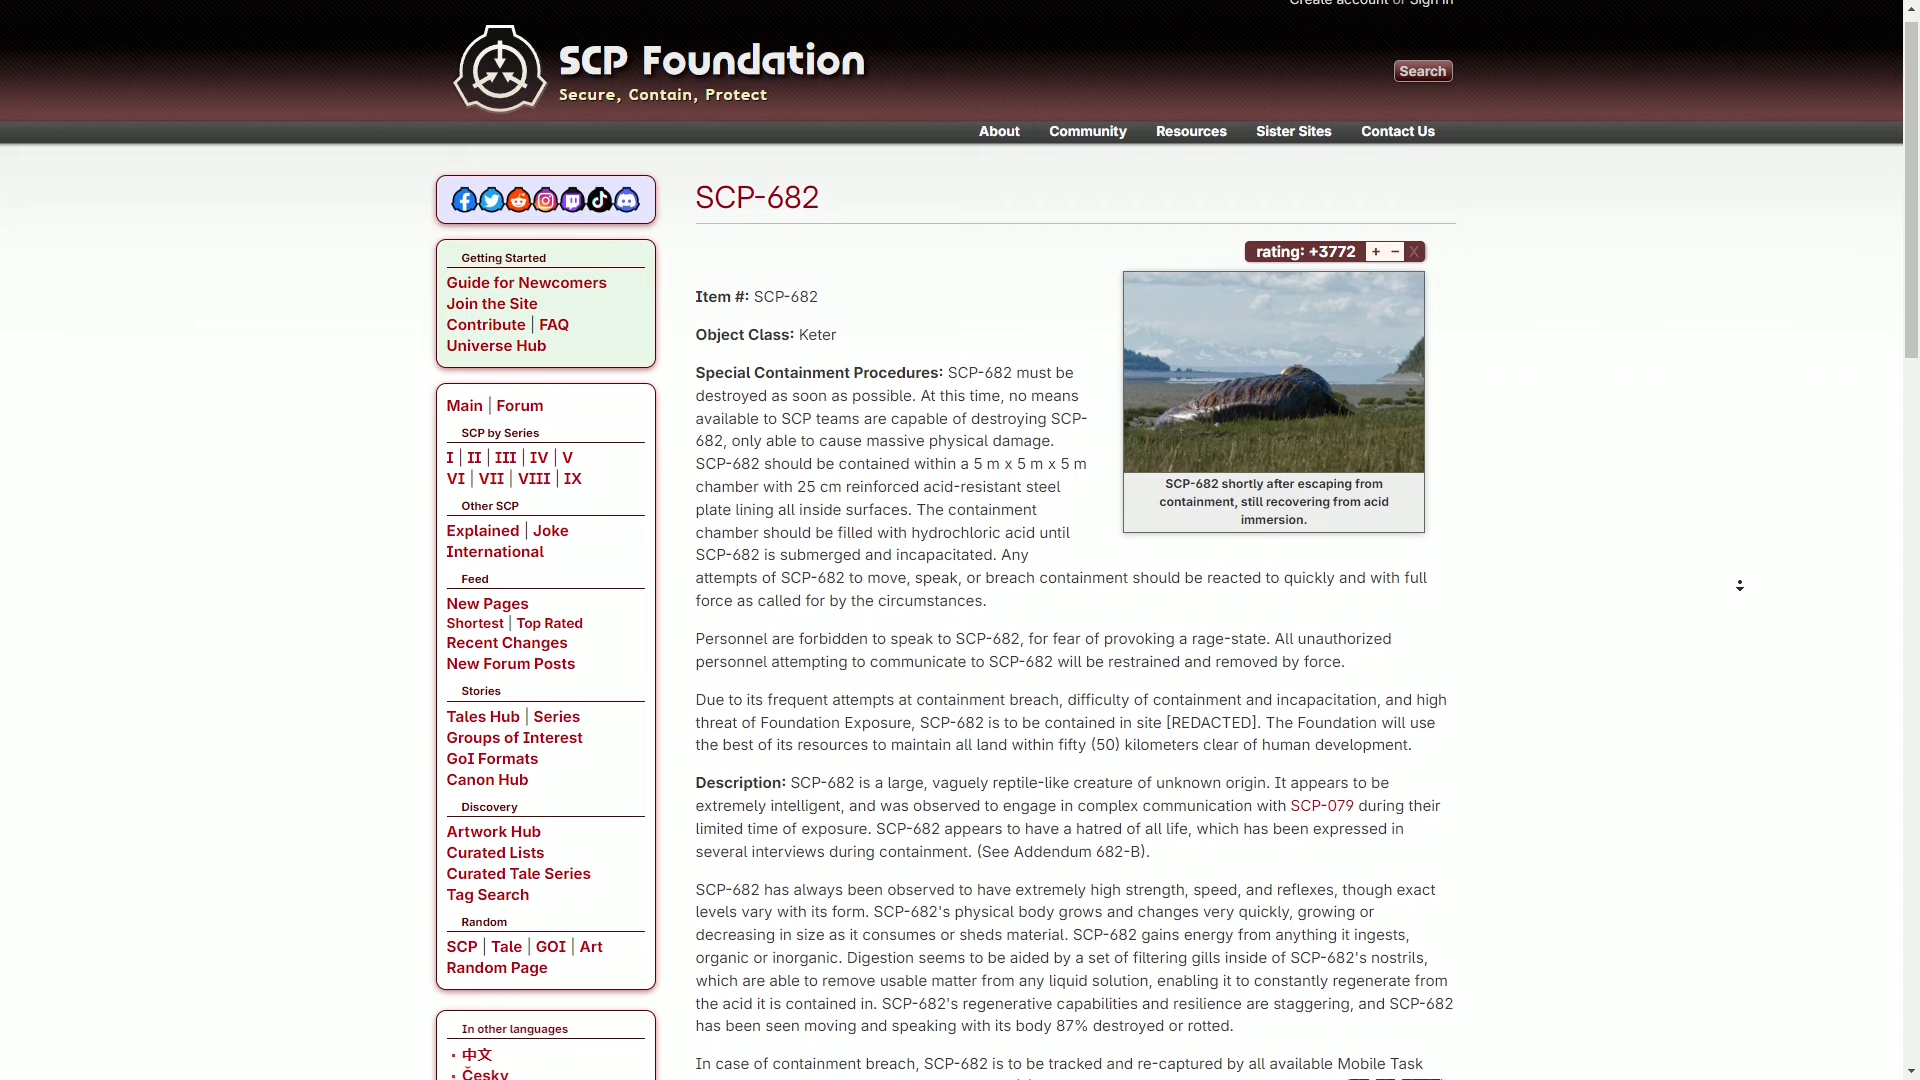 Create account or Sign in
SCP Foundation
Secure, Contain, Protect
Search
About Community Resources Sister Sites Contact Us
Getting Started
Guide for Newcomers
Join the Site
Contribute | FAQ
Universe Hub
Main | Forum
SCP by Series
I | II | III | IV | V
VI | VII | VIII | IX
Other SCP
Explained | Joke
International
Feed
New Pages
Shortest | Top Rated
Recent Changes
New Forum Posts
Stories
Tales Hub | Series
Groups of Interest
GoI Formats
Canon Hub
Discovery
Artwork Hub
Curated Lists
Curated Tale Series
Tag Search
Random
SCP | Tale | GOI | Art
Random Page
In other languages
中文
Česky
SCP-682
rating: +3772 + − X
SCP-682 shortly after escaping from
containment, still recovering from acid
immersion.
Item #: SCP-682
Object Class: Keter
Special Containment Procedures: SCP-682 must be
destroyed as soon as possible. At this time, no means
available to SCP teams are capable of destroying SCP-
682, only able to cause massive physical damage.
SCP-682 should be contained within a 5 m x 5 m x 5 m
chamber with 25 cm reinforced acid-resistant steel
plate lining all inside surfaces. The containment
chamber should be filled with hydrochloric acid until
SCP-682 is submerged and incapacitated. Any
attempts of SCP-682 to move, speak, or breach containment should be reacted to quickly and with full
force as called for by the circumstances.
Personnel are forbidden to speak to SCP-682, for fear of provoking a rage-state. All unauthorized
personnel attempting to communicate to SCP-682 will be restrained and removed by force.
Due to its frequent attempts at containment breach, difficulty of containment and incapacitation, and high
threat of Foundation Exposure, SCP-682 is to be contained in site [REDACTED]. The Foundation will use
the best of its resources to maintain all land within fifty (50) kilometers clear of human development.
Description: SCP-682 is a large, vaguely reptile-like creature of unknown origin. It appears to be
extremely intelligent, and was observed to engage in complex communication with SCP-079 during their
limited time of exposure. SCP-682 appears to have a hatred of all life, which has been expressed in
several interviews during containment. (See Addendum 682-B).
SCP-682 has always been observed to have extremely high strength, speed, and reflexes, though exact
levels vary with its form. SCP-682's physical body grows and changes very quickly, growing or
decreasing in size as it consumes or sheds material. SCP-682 gains energy from anything it ingests,
organic or inorganic. Digestion seems to be aided by a set of filtering gills inside of SCP-682's nostrils,
which are able to remove usable matter from any liquid solution, enabling it to constantly regenerate from
the acid it is contained in. SCP-682's regenerative capabilities and resilience are staggering, and SCP-682
has been seen moving and speaking with its body 87% destroyed or rotted.
In case of containment breach, SCP-682 is to be tracked and re-captured by all available Mobile Task